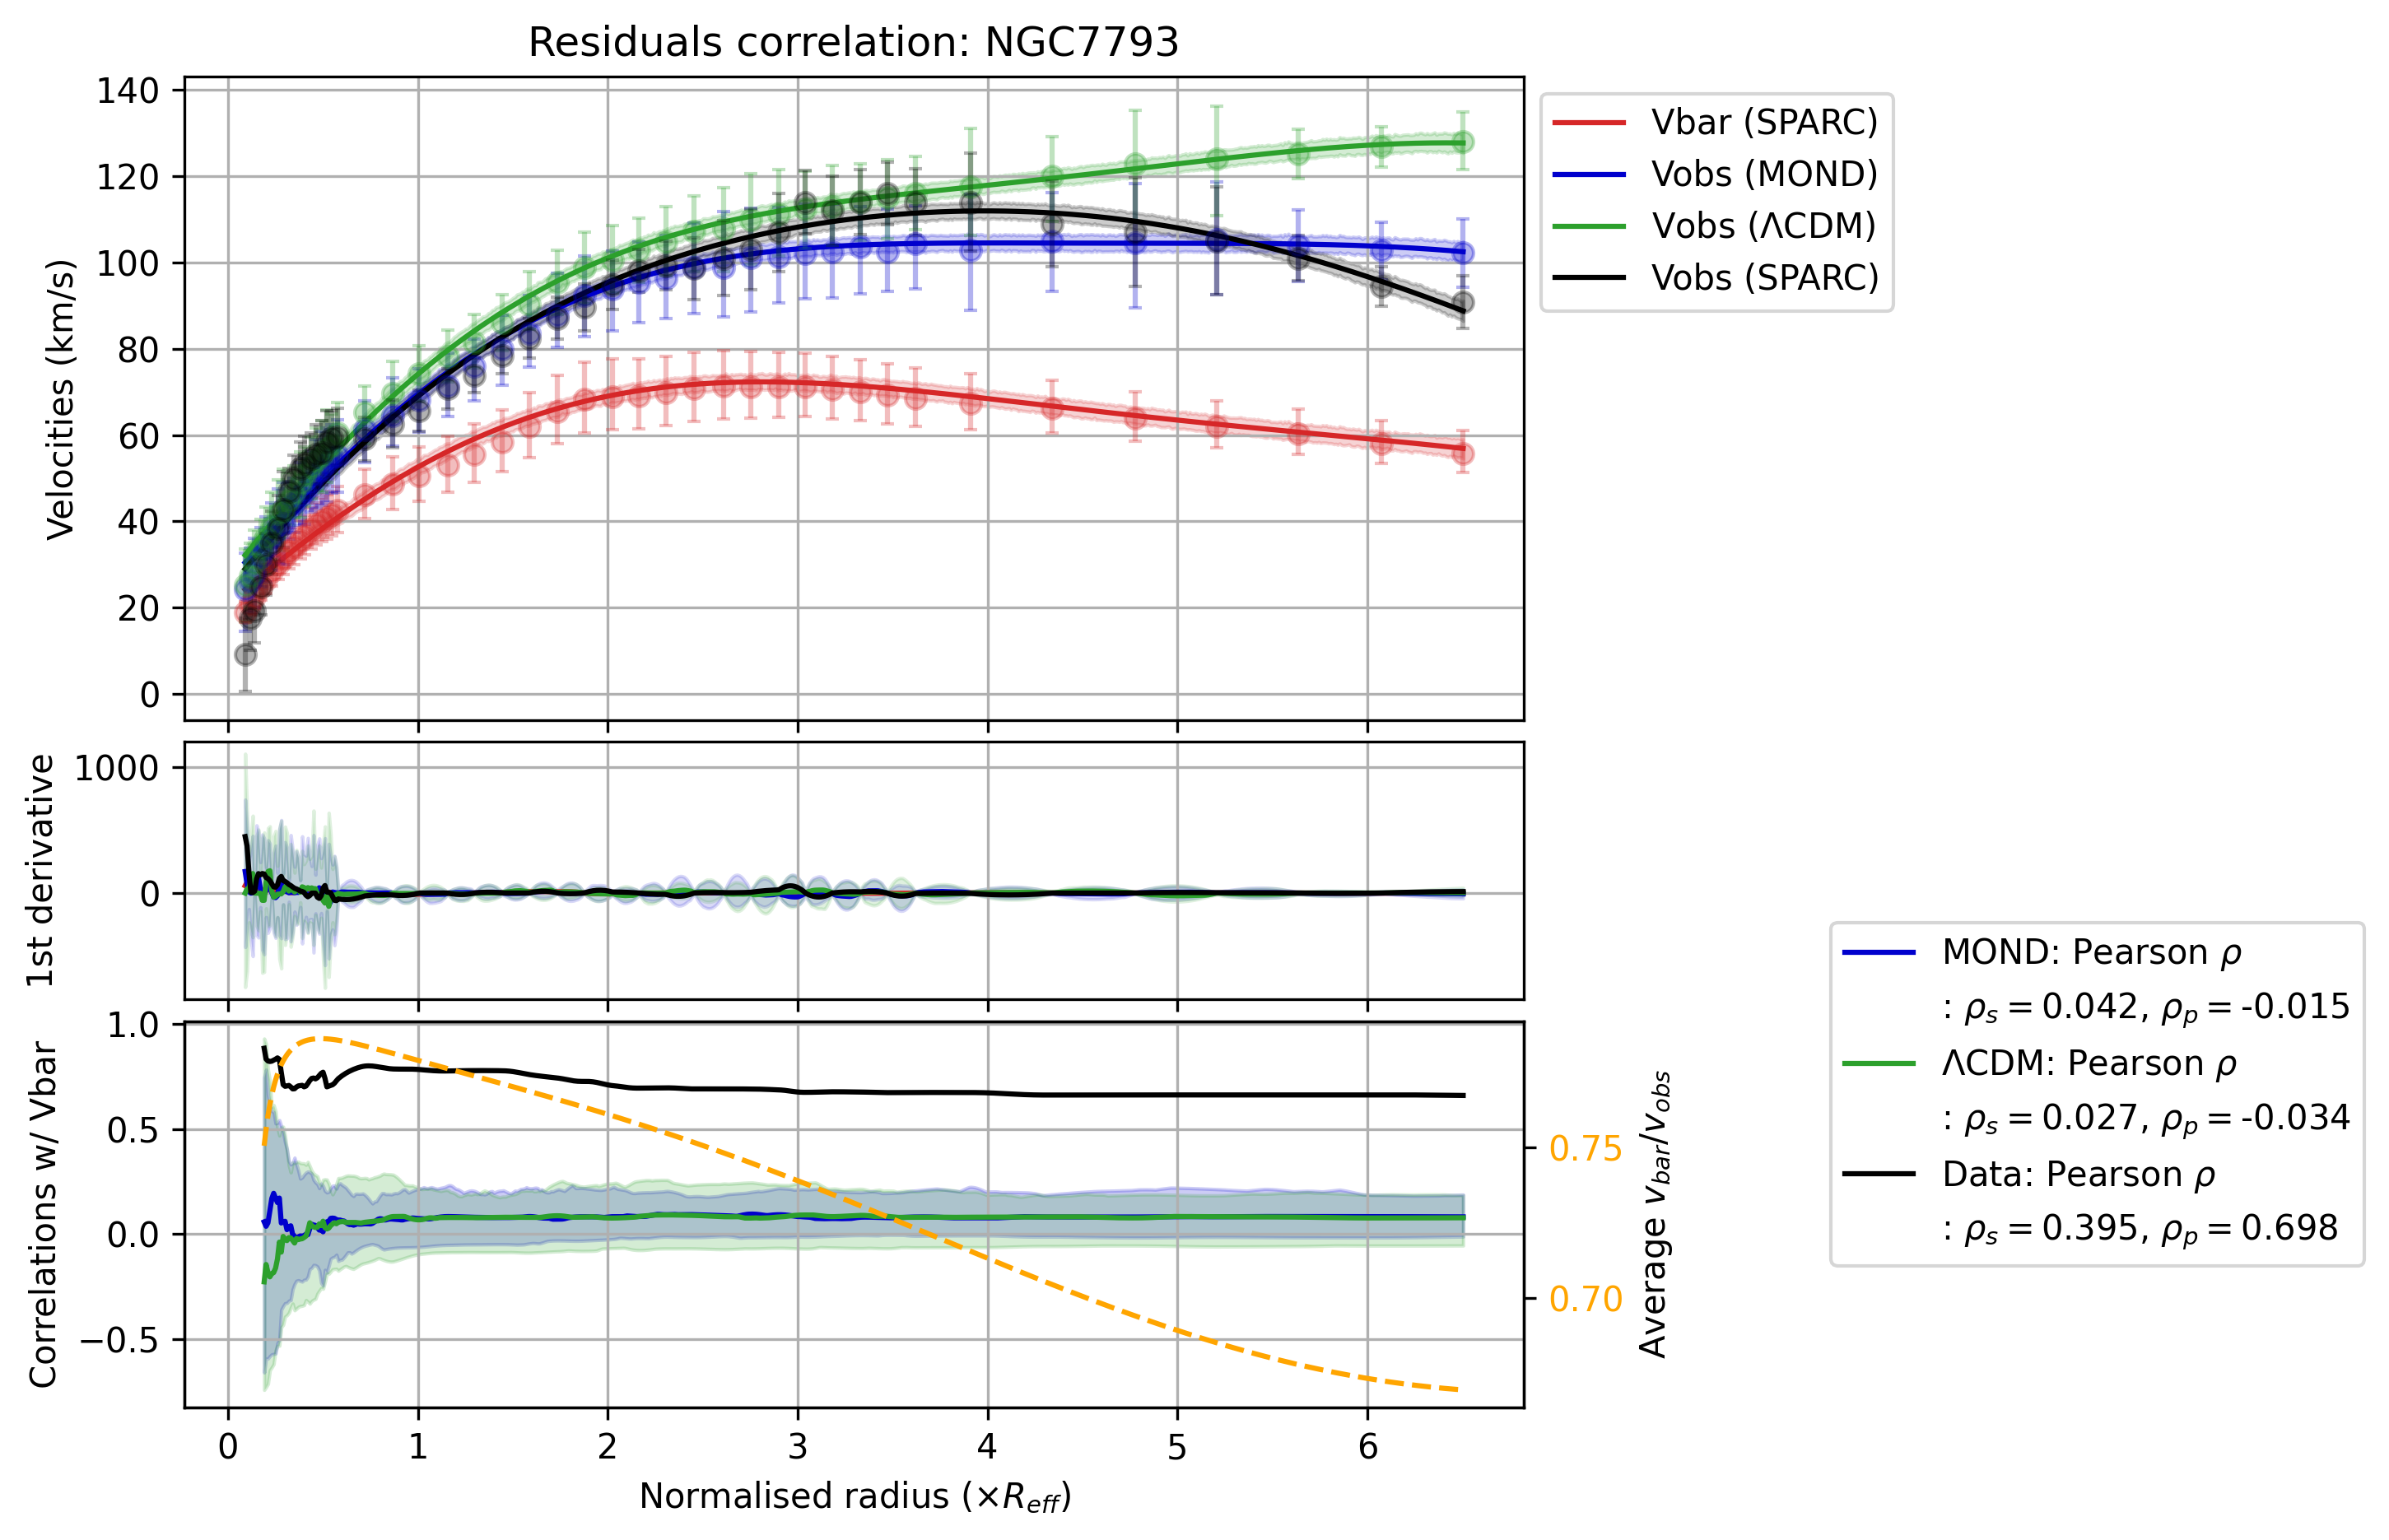 Residuals correlation: NGC7793
Velocities (km/s)
140
120
100
80
60
40
20
0
Vbar (SPARC)
Vobs (MOND)
Vobs (ΛCDM)
Vobs (SPARC)
1st derivative
1000
0
Correlations w/ Vbar
1.0
0.5
0.0
−0.5
0.75
0.70
Average v_bar/v_obs
MOND: Pearson ρ
: ρ_s = 0.042, ρ_p = -0.015
ΛCDM: Pearson ρ
: ρ_s = 0.027, ρ_p = -0.034
Data: Pearson ρ
: ρ_s = 0.395, ρ_p = 0.698
0 1 2 3 4 5 6
Normalised radius (×R_eff)